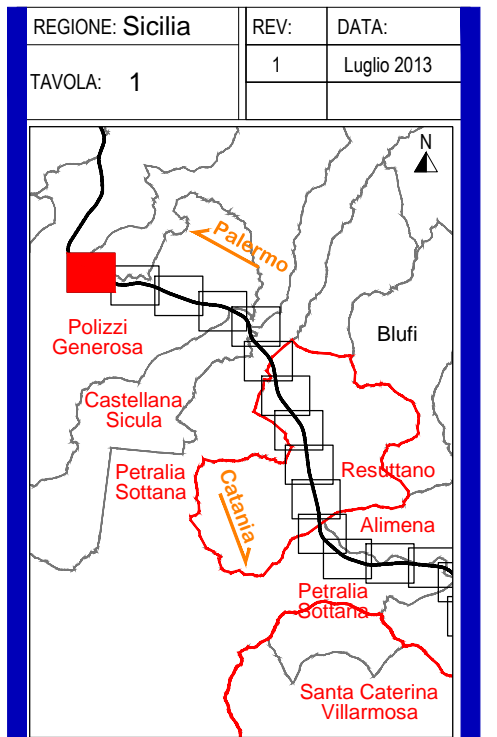 REGIONE: Sicilia
REV:
DATA:
TAVOLA: 1
1
Luglio 2013
N
Palermo
Polizzi
Generosa
Blufi
Castellana
Sicula
Petralia
Sottana
Catania
Resuttano
Alimena
Petralia
Sottana
Santa Caterina
Villarmosa